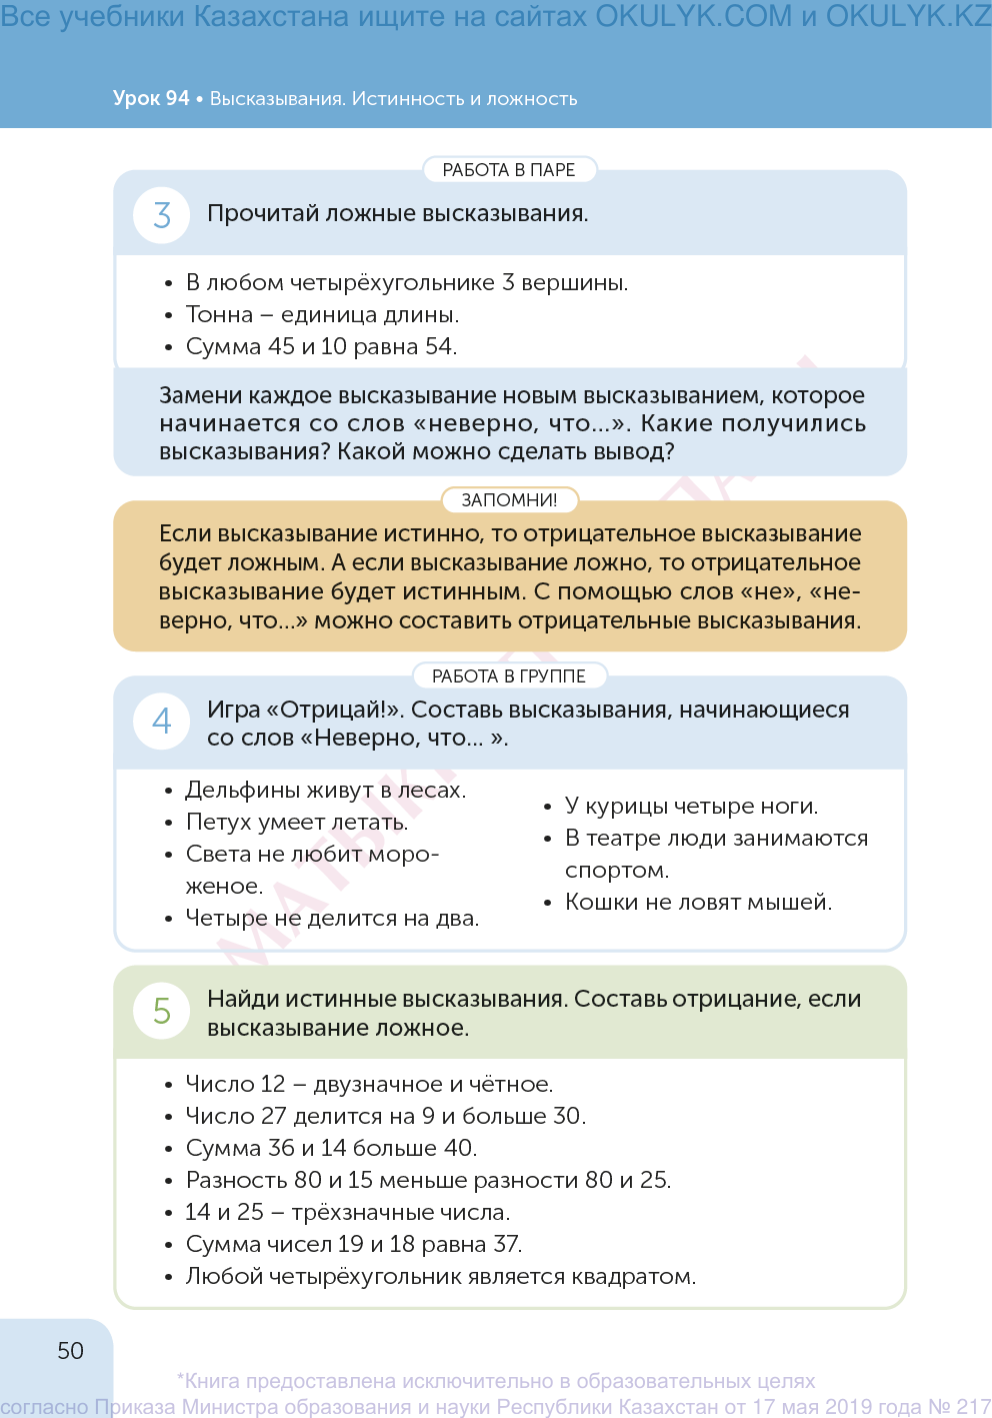 Все учебники Казахстана ищите на сайтах OKULYK.COM и OKULYK.KZ
Урок 94 • Высказывания. Истинность и ложность
РАБОТА В ПАРЕ
3
Прочитай ложные высказывания.
• В любом четырёхугольнике 3 вершины.
• Тонна – единица длины.
• Сумма 45 и 10 равна 54.
Замени каждое высказывание новым высказыванием, которое
начинается со слов «неверно, что...». Какие получились
высказывания? Какой можно сделать вывод?
ЗАПОМНИ!
Если высказывание истинно, то отрицательное высказывание
будет ложным. А если высказывание ложно, то отрицательное
высказывание будет истинным. С помощью слов «не», «не-
верно, что...» можно составить отрицательные высказывания.
РАБОТА В ГРУППЕ
4
Игра «Отрицай!». Составь высказывания, начинающиеся
со слов «Неверно, что... ».
• Дельфины живут в лесах.
• Петух умеет летать.
• Света не любит моро-
женое.
• Четыре не делится на два.
• У курицы четыре ноги.
• В театре люди занимаются
спортом.
• Кошки не ловят мышей.
5
Найди истинные высказывания. Составь отрицание, если
высказывание ложное.
• Число 12 – двузначное и чётное.
• Число 27 делится на 9 и больше 30.
• Сумма 36 и 14 больше 40.
• Разность 80 и 15 меньше разности 80 и 25.
• 14 и 25 – трёхзначные числа.
• Сумма чисел 19 и 18 равна 37.
• Любой четырёхугольник является квадратом.
50
*Книга предоставлена исключительно в образовательных целях
согласно Приказа Министра образования и науки Республики Казахстан от 17 мая 2019 года № 217